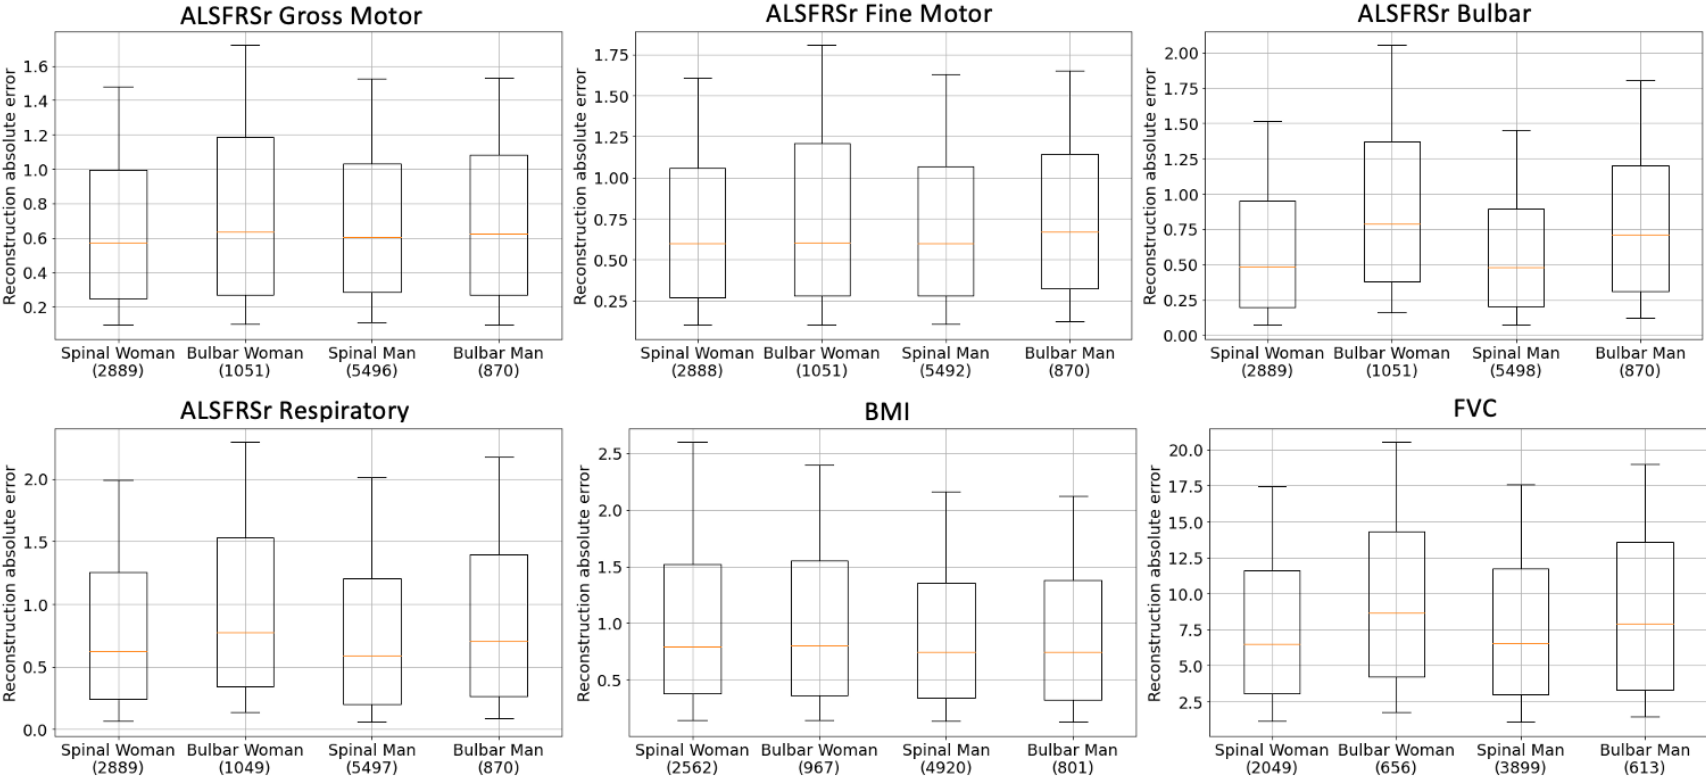 ALSFRSr Gross Motor
Reconstruction absolute error
1.6
1.4
1.2
1.0
0.8
0.6
0.4
0.2
Spinal Woman Bulbar Woman Spinal Man Bulbar Man
(2889) (1051) (5496) (870)
ALSFRSr Fine Motor
Reconstruction absolute error
1.75
1.50
1.25
1.00
0.75
0.50
0.25
Spinal Woman Bulbar Woman Spinal Man Bulbar Man
(2888) (1051) (5492) (870)
ALSFRSr Bulbar
Reconstruction absolute error
2.00
1.75
1.50
1.25
1.00
0.75
0.50
0.25
0.00
Spinal Woman Bulbar Woman Spinal Man Bulbar Man
(2889) (1051) (5498) (870)
ALSFRSr Respiratory
Reconstruction absolute error
2.0
1.5
1.0
0.5
0.0
Spinal Woman Bulbar Woman Spinal Man Bulbar Man
(2889) (1049) (5497) (870)
BMI
Reconstruction absolute error
2.5
2.0
1.5
1.0
0.5
Spinal Woman Bulbar Woman Spinal Man Bulbar Man
(2562) (967) (4920) (801)
FVC
Reconstruction absolute error
20.0
17.5
15.0
12.5
10.0
7.5
5.0
2.5
Spinal Woman Bulbar Woman Spinal Man Bulbar Man
(2049) (656) (3899) (613)